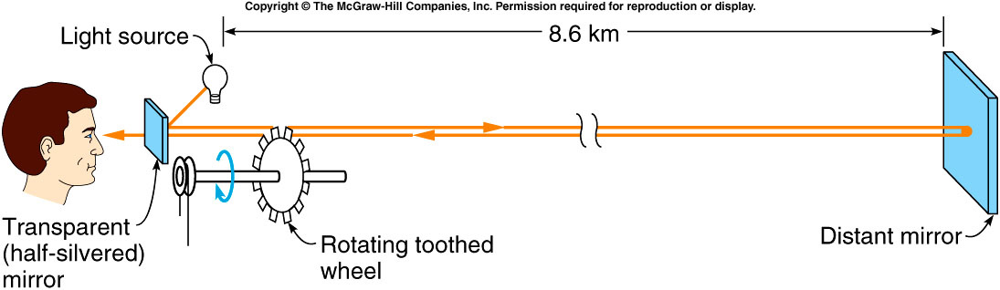 Copyright © The McGraw-Hill Companies, Inc. Permission required for reproduction or display.
Light source
8.6 km
Transparent
(half-silvered)
mirror
Rotating toothed
wheel
Distant mirror